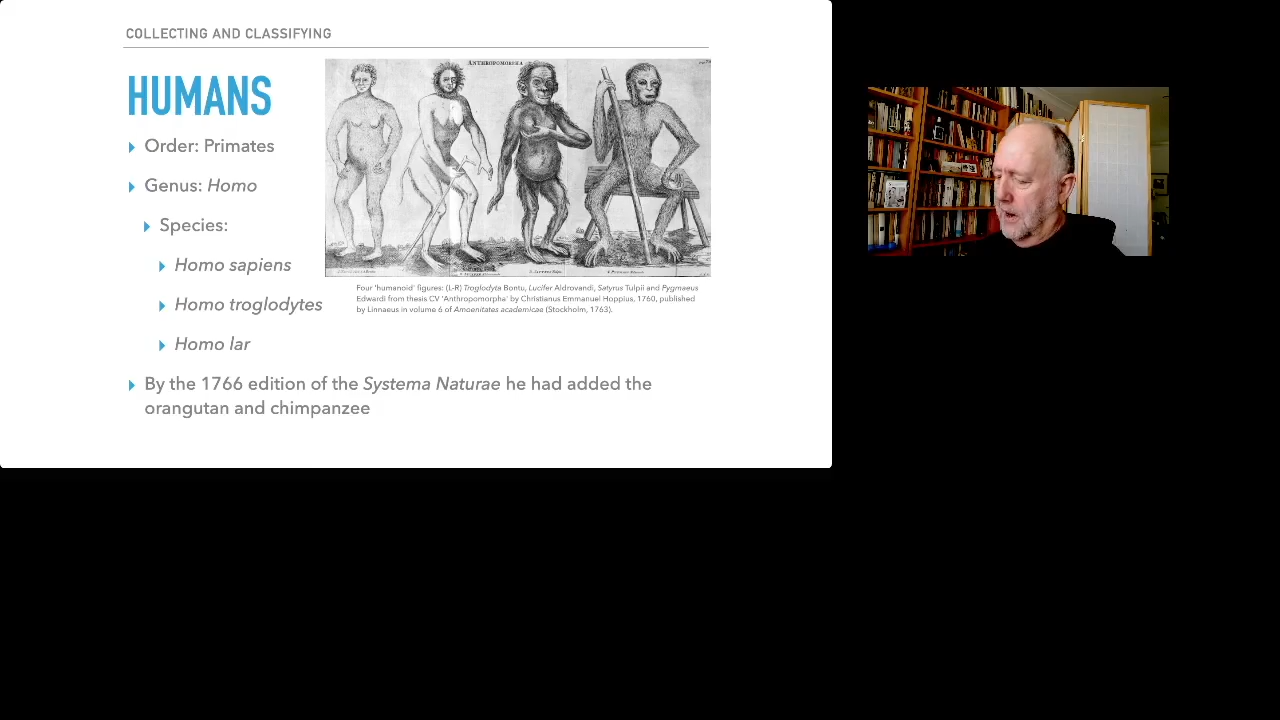 COLLECTING AND CLASSIFYING
HUMANS
Order: Primates
Genus: Homo
Species:
Homo sapiens
Homo troglodytes
Homo lar
By the 1766 edition of the Systema Naturae he had added the
orangutan and chimpanzee
ANTHROPOMORPHA
Four 'humanoid' figures: (L-R) Troglodyta Bontu, Lucifer Aldrovandi, Satyrus Tulpii and Pygmaeus
Edwardi from thesis CV 'Anthropomorpha' by Christianus Emmanuel Hoppius, 1760, published
by Linnaeus in volume 6 of Amoenitates academicae (Stockholm, 1763).